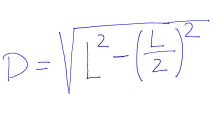 D = √(L² − (L/2)²)